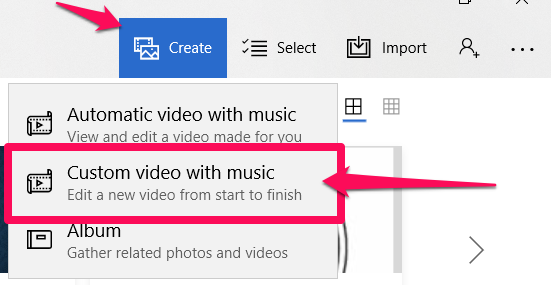 Create Select Import
Automatic video with music
View and edit a video made for you
Custom video with music
Edit a new video from start to finish
Album
Gather related photos and videos